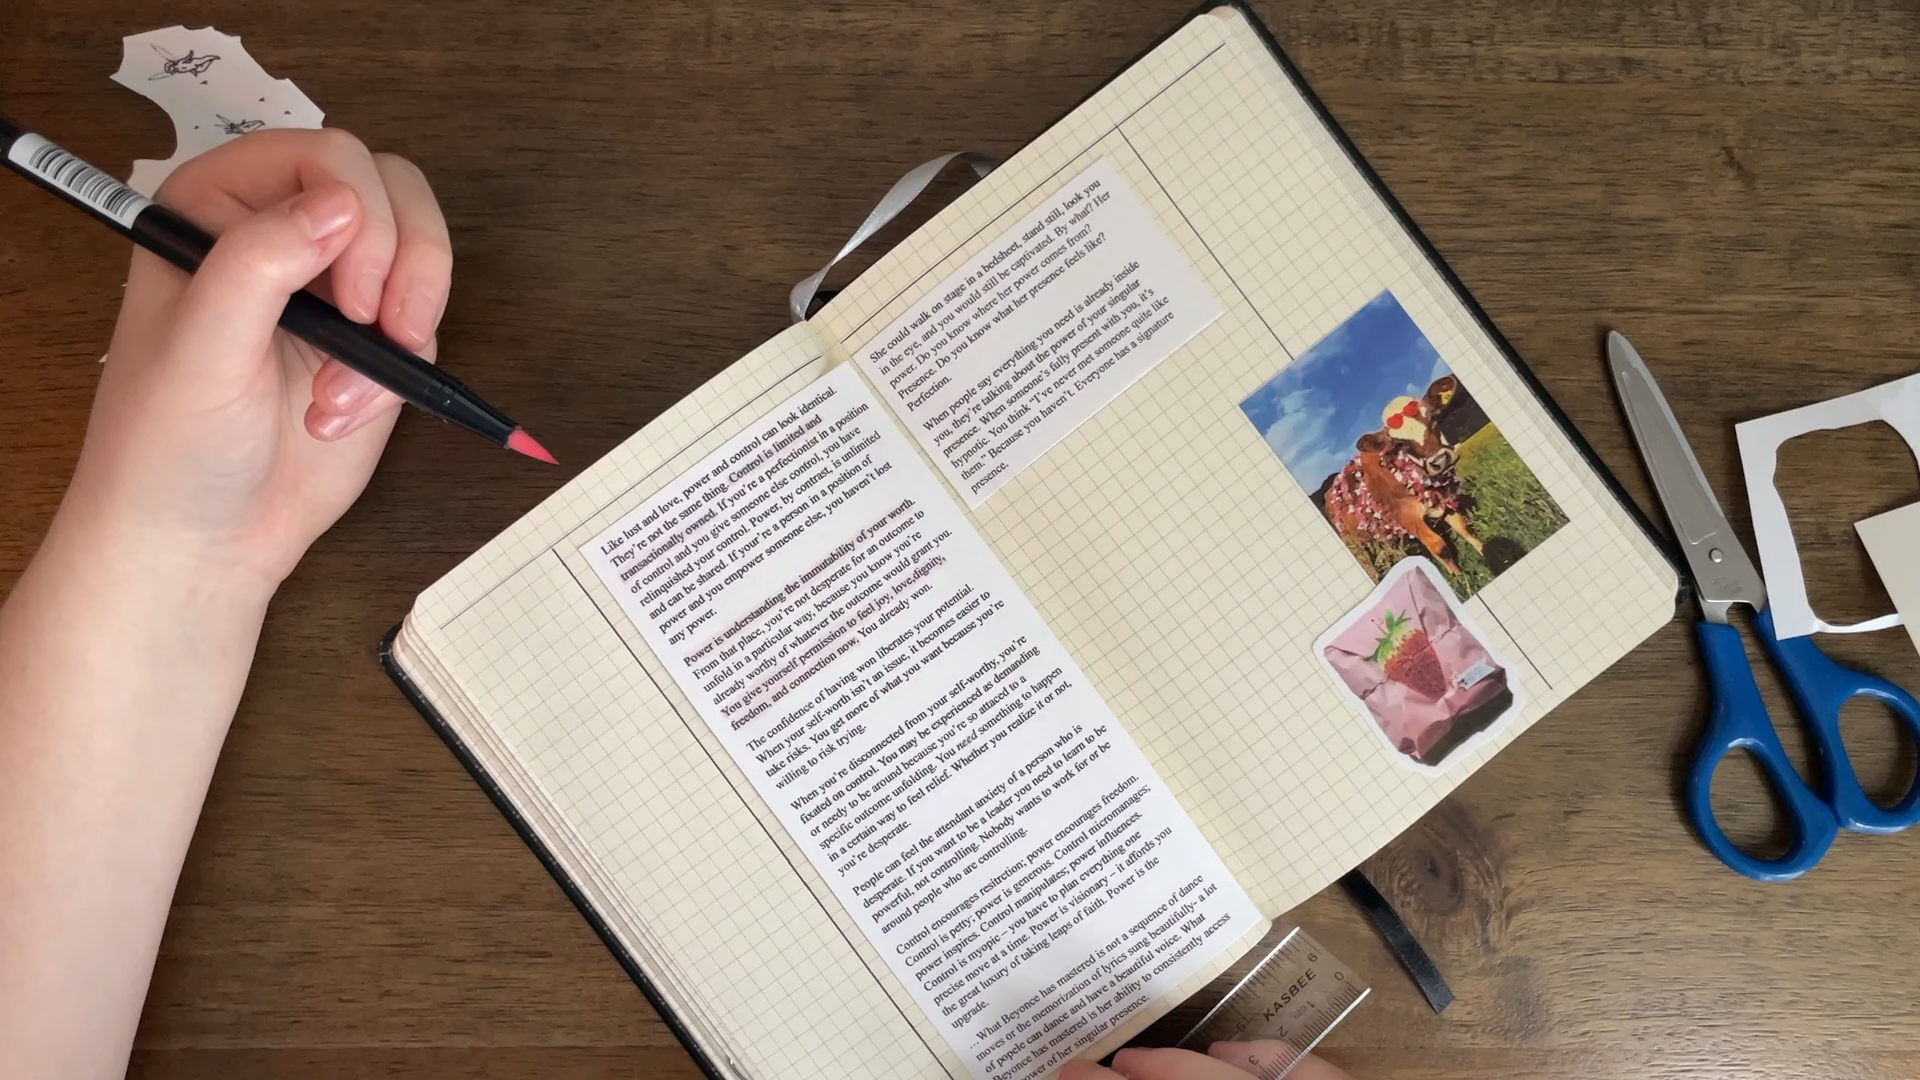 Like lust and love, power and control can look identical.
They're not the same thing. Control is limited and
transactionally owned. If you're a perfectionist in a position
of control and you give someone else control, you have
relinquished your control. Power, by contrast, is unlimited
and can be shared. If your're a person in a position of
power and you empower someone else, you haven't lost
any power.
Power is understanding the immutability of your worth.
From that place, you're not desperate for an outcome to
unfold in a particular way, because you know you're
already worthy of whatever the outcome would grant you.
You give yourself permission to feel joy, love,dignity,
freedom, and connection now. You already won.
The confidence of having won liberates your potential.
When your self-worth isn't an issue, it becomes easier to
take risks. You get more of what you want because you're
willing to risk trying.
When you're disconnected from your self-worthy, you're
fixated on control. You may be experienced as demanding
or needy to be around because you're so attaced to a
specific outcome unfolding. You need something to happen
in a certain way to feel relief. Whether you realize it or not,
you're desperate.
People can feel the attendant anxiety of a person who is
desperate. If you want to be a leader you need to learn to be
powerful, not controlling. Nobody wants to work for or be
around people who are controlling.
Control encourages resitrction; power encourages freedom.
Control is petty; power is generous. Control micromanages;
power inspires. Control manipulates; power influences.
Control is myopic – you have to plan everything one
precise move at a time. Power is visionary – it affords you
the great luxury of taking leaps of faith. Power is the
upgrade.
…What Beyonce has mastered is not a sequence of dance
moves or the memorization of lyrics sung beautifully- a lot
of popele can dance and have a beautiful voice. What
Beyonce has mastered is her ability to consistently access
power of her singular presence.
She could walk on stage in a bedsheet, stand still, look you
in the eye, and you would still be captivated. By what? Her
power. Do you know where her power comes from?
Presence. Do you know what her presence feels like?
Perfection.
When people say everything you need is already inside
you, they're talking about the power of your singular
presence. When someone's fully present with you, it's
hypnotic. You think "I've never met someone quite like
them." Because you haven't. Everyone has a signature
presence.
KASBEE
0
1
2
3
cm
9